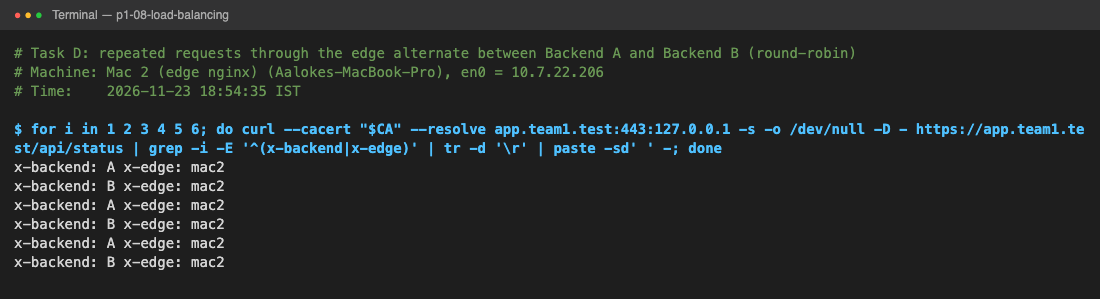 Terminal — p1-08-load-balancing
# Task D: repeated requests through the edge alternate between Backend A and Backend B (round-robin)
# Machine: Mac 2 (edge nginx) (Aalokes-MacBook-Pro), en0 = 10.7.22.206
# Time:    2026-11-23 18:54:35 IST
$ for i in 1 2 3 4 5 6; do curl --cacert "$CA" --resolve app.team1.test:443:127.0.0.1 -s -o /dev/null -D - https://app.team1.te
st/api/status | grep -i -E '^(x-backend|x-edge)' | tr -d '\r' | paste -sd' ' -; done
x-backend: A x-edge: mac2
x-backend: B x-edge: mac2
x-backend: A x-edge: mac2
x-backend: B x-edge: mac2
x-backend: A x-edge: mac2
x-backend: B x-edge: mac2